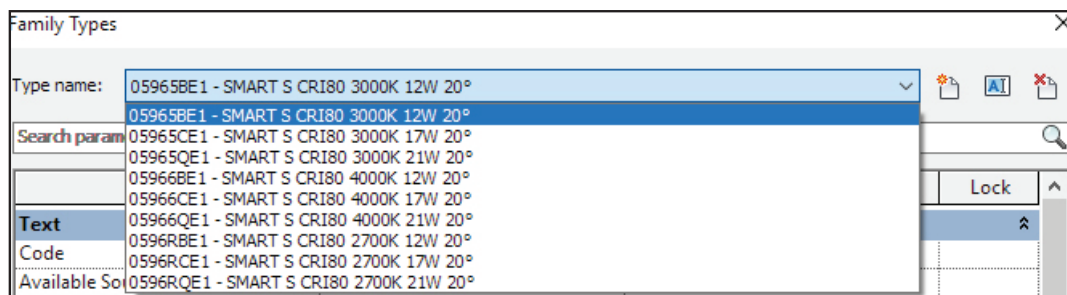 Family Types
Type name: 05965BE1 - SMART S CRI80 3000K 12W 20°
05965BE1 - SMART S CRI80 3000K 12W 20°
Search param 05965CE1 - SMART S CRI80 3000K 17W 20°
05965QE1 - SMART S CRI80 3000K 21W 20°
05966BE1 - SMART S CRI80 4000K 12W 20°
05966CE1 - SMART S CRI80 4000K 17W 20° Lock
Text 05966QE1 - SMART S CRI80 4000K 21W 20°
0596RBE1 - SMART S CRI80 2700K 12W 20°
Code 0596RCE1 - SMART S CRI80 2700K 17W 20°
Available So 0596RQE1 - SMART S CRI80 2700K 21W 20°